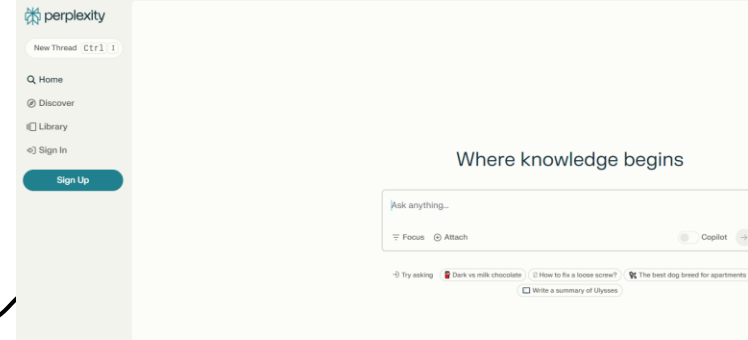 perplexity
New Thread Ctrl I
Home
Discover
Library
Sign In
Sign Up
Where knowledge begins
Ask anything...
Focus Attach Copilot
Try asking Dark vs milk chocolate How to fix a loose screw? The best dog breed for apartments
Write a summary of Ulysses